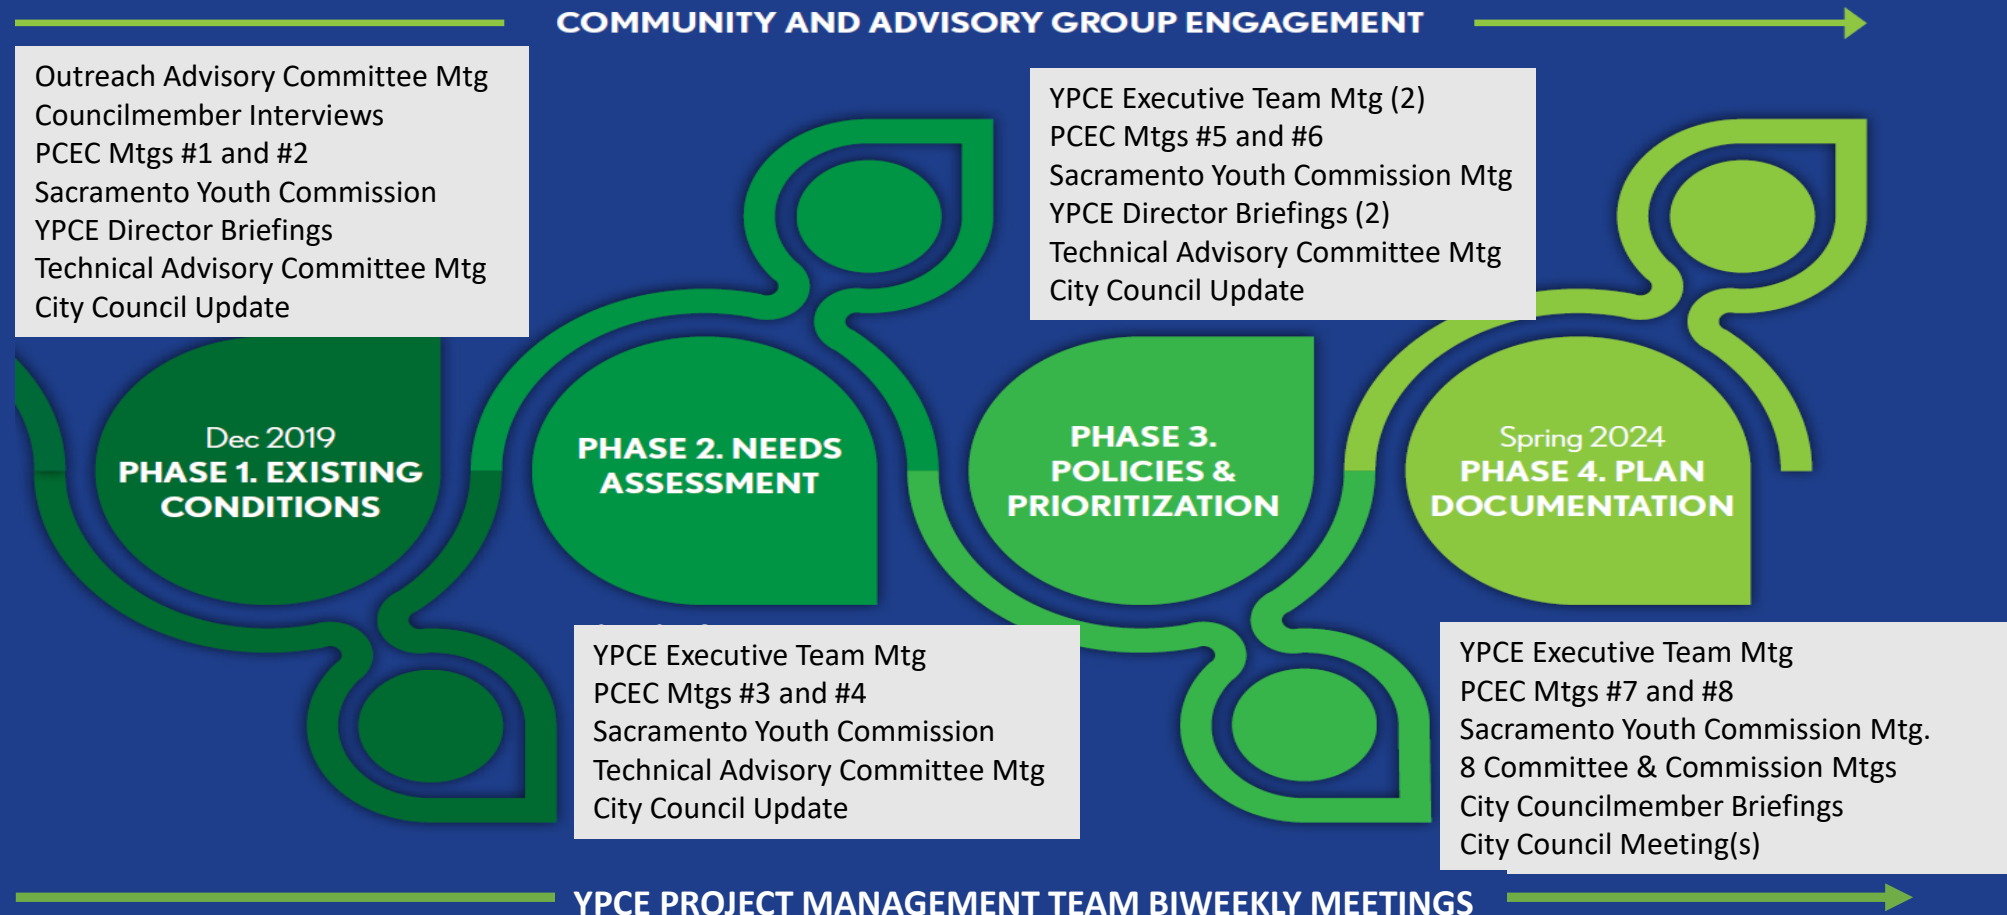 COMMUNITY AND ADVISORY GROUP ENGAGEMENT
Outreach Advisory Committee Mtg
Councilmember Interviews
PCEC Mtgs #1 and #2
Sacramento Youth Commission
YPCE Director Briefings
Technical Advisory Committee Mtg
City Council Update
YPCE Executive Team Mtg (2)
PCEC Mtgs #5 and #6
Sacramento Youth Commission Mtg
YPCE Director Briefings (2)
Technical Advisory Committee Mtg
City Council Update
Dec 2019
PHASE 1. EXISTING
CONDITIONS
PHASE 2. NEEDS
ASSESSMENT
PHASE 3.
POLICIES &
PRIORITIZATION
Spring 2024
PHASE 4. PLAN
DOCUMENTATION
YPCE Executive Team Mtg
PCEC Mtgs #3 and #4
Sacramento Youth Commission
Technical Advisory Committee Mtg
City Council Update
YPCE Executive Team Mtg
PCEC Mtgs #7 and #8
Sacramento Youth Commission Mtg.
8 Committee & Commission Mtgs
City Councilmember Briefings
City Council Meeting(s)
YPCE PROJECT MANAGEMENT TEAM BIWEEKLY MEETINGS